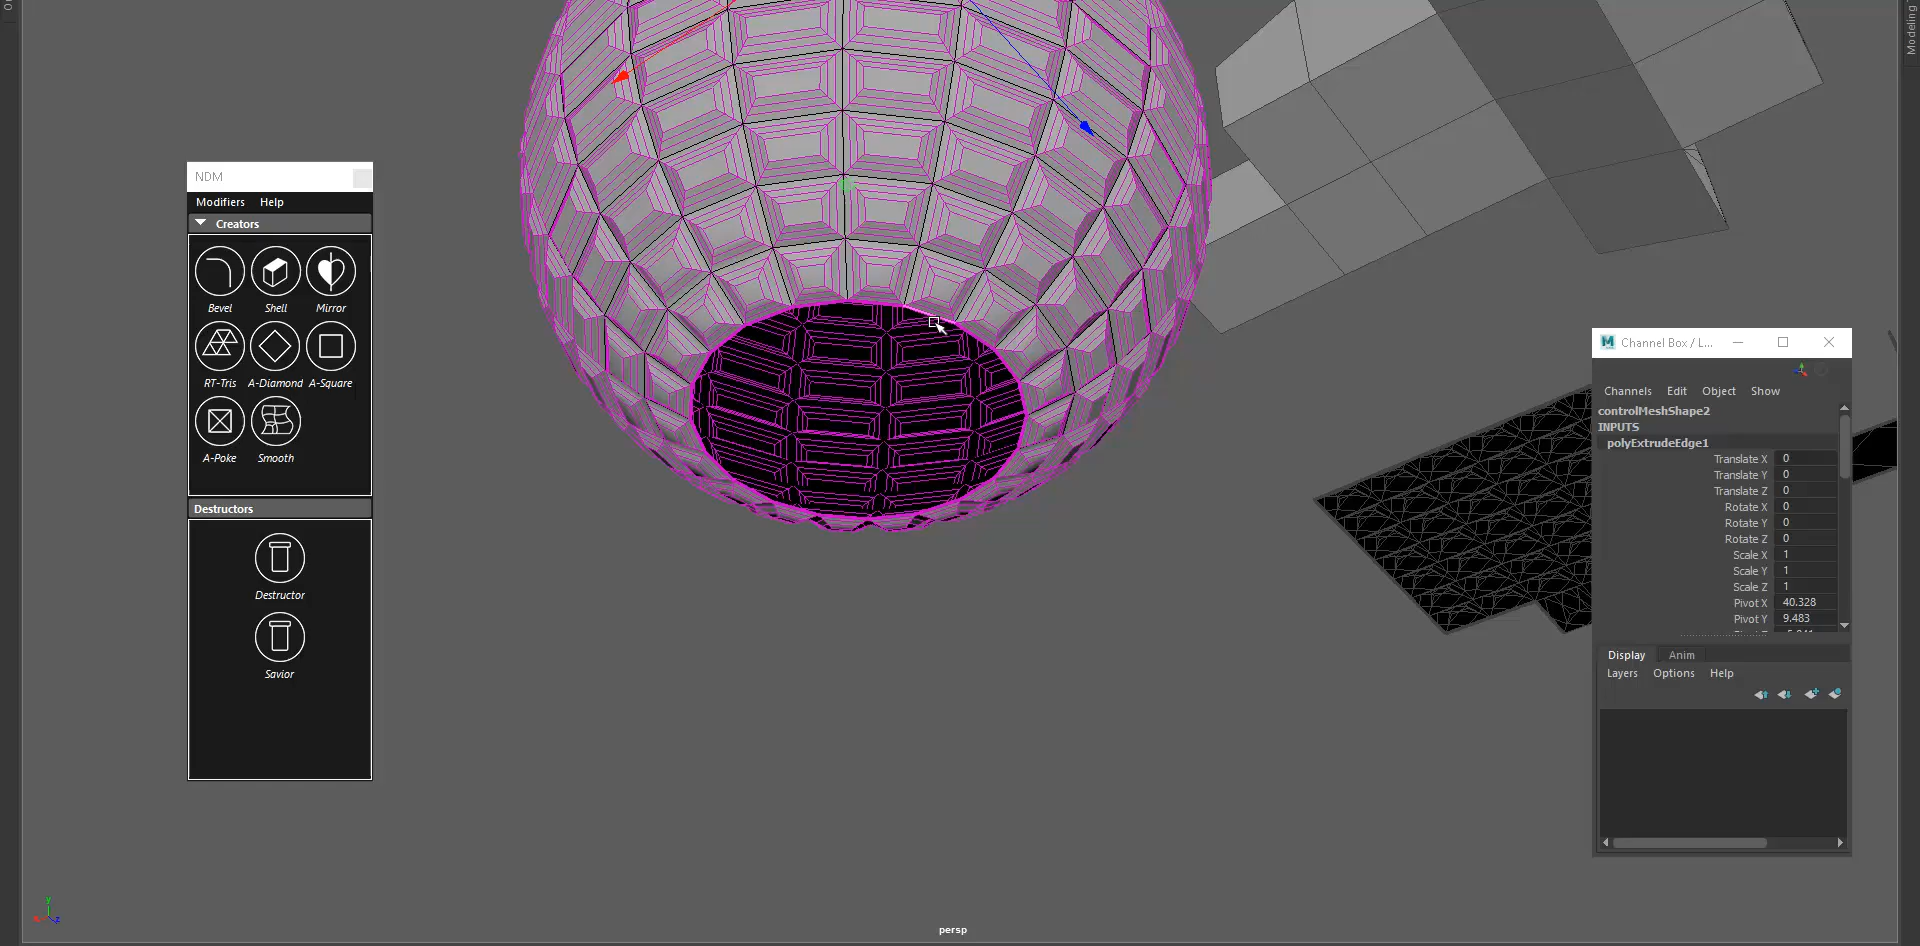 Modeling
NDM
Modifiers Help
Creators
Bevel Shell Mirror
RT-Tris A-Diamond A-Square
A-Poke Smooth
Destructors
Destructor
Savior
M Channel Box / L...
Channels Edit Object Show
controlMeshShape2
INPUTS
polyExtrudeEdge1
Translate X 0
Translate Y 0
Translate Z 0
Rotate X 0
Rotate Y 0
Rotate Z 0
Scale X 1
Scale Y 1
Scale Z 1
Pivot X 40.328
Pivot Y 9.483
Display Anim
Layers Options Help
y
x z
persp